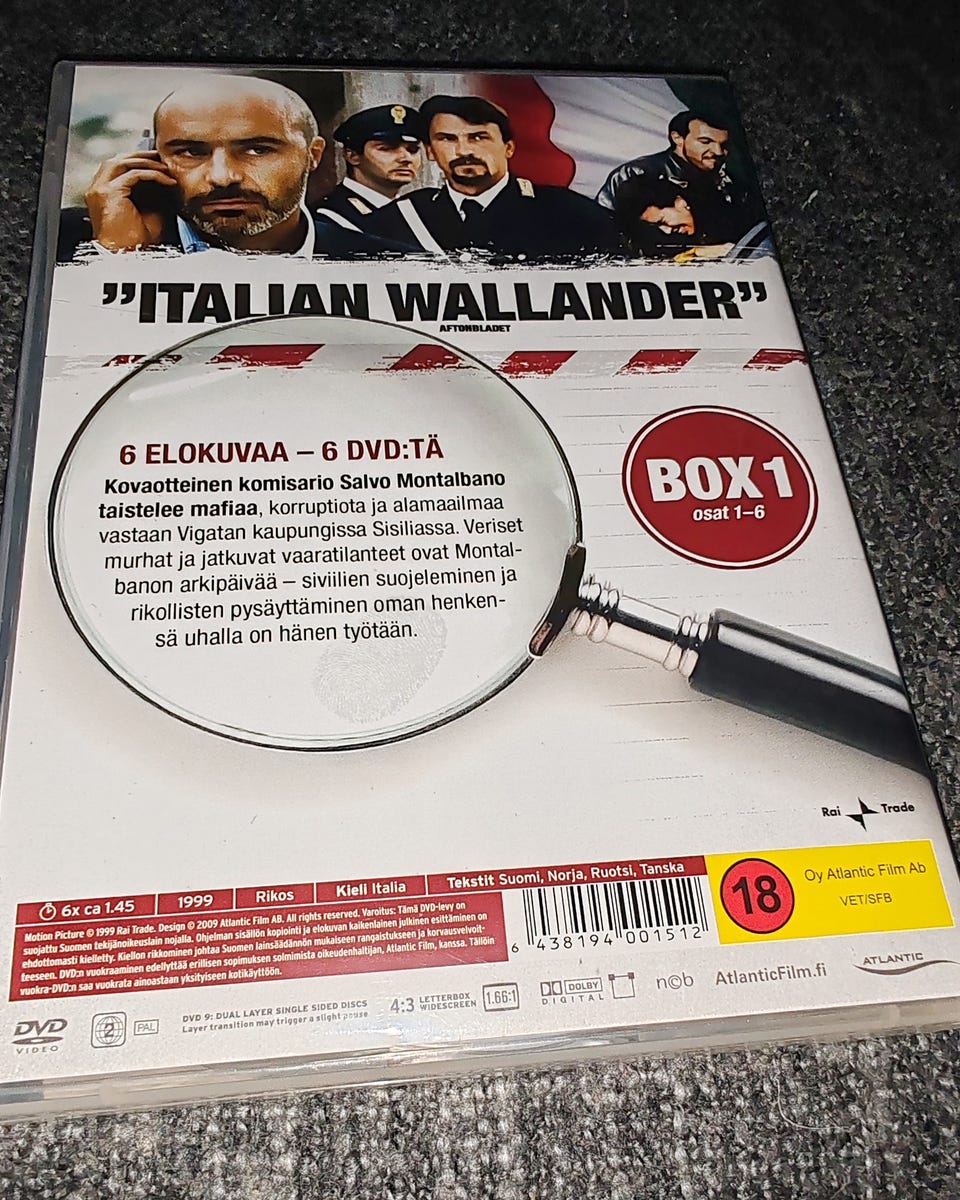 ”ITALIAN WALLANDER”
AFTONBLADET
6 ELOKUVAA – 6 DVD:TÄ
Kovaotteinen komisario Salvo Montalbano
taistelee mafiaa, korruptiota ja alamaailmaa
vastaan Vigatan kaupungissa Sisiliassa. Veriset
murhat ja jatkuvat vaaratilanteet ovat Montal-
banon arkipäivää – siviilien suojeleminen ja
rikollisten pysäyttäminen oman henken-
sä uhalla on hänen työtään.
BOX 1
osat 1–6
Rai Trade
6x ca 1.45 1999 Rikos Kieli Italia Tekstit Suomi, Norja, Ruotsi, Tanska
Motion Picture © 1999 Rai Trade. Design © 2009 Atlantic Film AB. All rights reserved. Varoitus: Tämä DVD-levy on
suojattu Suomen tekijänoikeuslain nojalla. Ohjelman sisällön kopiointi ja elokuvan kaikenlainen julkinen esittäminen on
ehdottomasti kielletty. Kiellon rikkominen johtaa Suomen lainsäädännön mukaiseen rangaistukseen ja korvausvelvoit-
teeseen. DVD:n vuokraaminen edellyttää erillisen sopimuksen solmimista oikeudenhaltijan, Atlantic Film, kanssa. Tällöin
vuokra-DVD:n saa vuokrata ainoastaan yksityiseen kotikäyttöön.
6 438194 001512
18
Oy Atlantic Film Ab
VET/SFB
DVD
VIDEO
2
PAL
DVD 9: DUAL LAYER SINGLE SIDED DISCS
Layer transition may trigger a slight pause
4:3 LETTERBOX
WIDESCREEN
1.66:1
DOLBY
DIGITAL
n©b
AtlanticFilm.fi
ATLANTIC